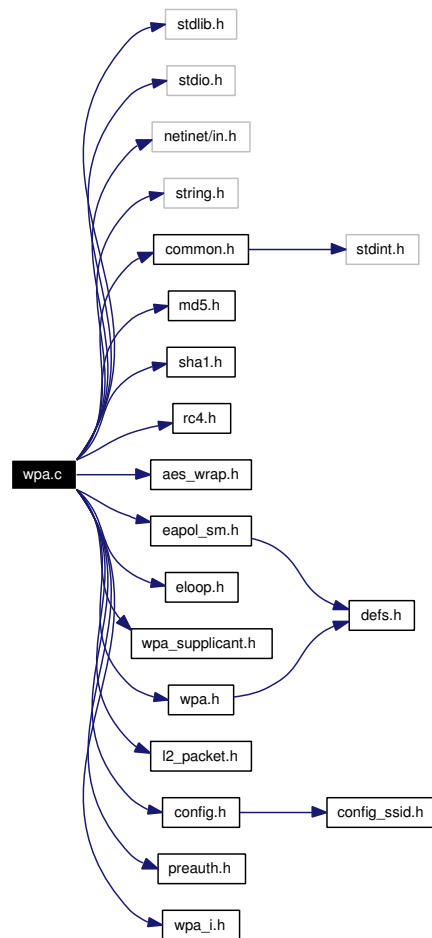 stdlib.h
stdio.h
netinet/in.h
string.h
common.h
stdint.h
md5.h
sha1.h
rc4.h
wpa.c
aes_wrap.h
eapol_sm.h
eloop.h
defs.h
wpa_supplicant.h
wpa.h
l2_packet.h
config.h
config_ssid.h
preauth.h
wpa_i.h